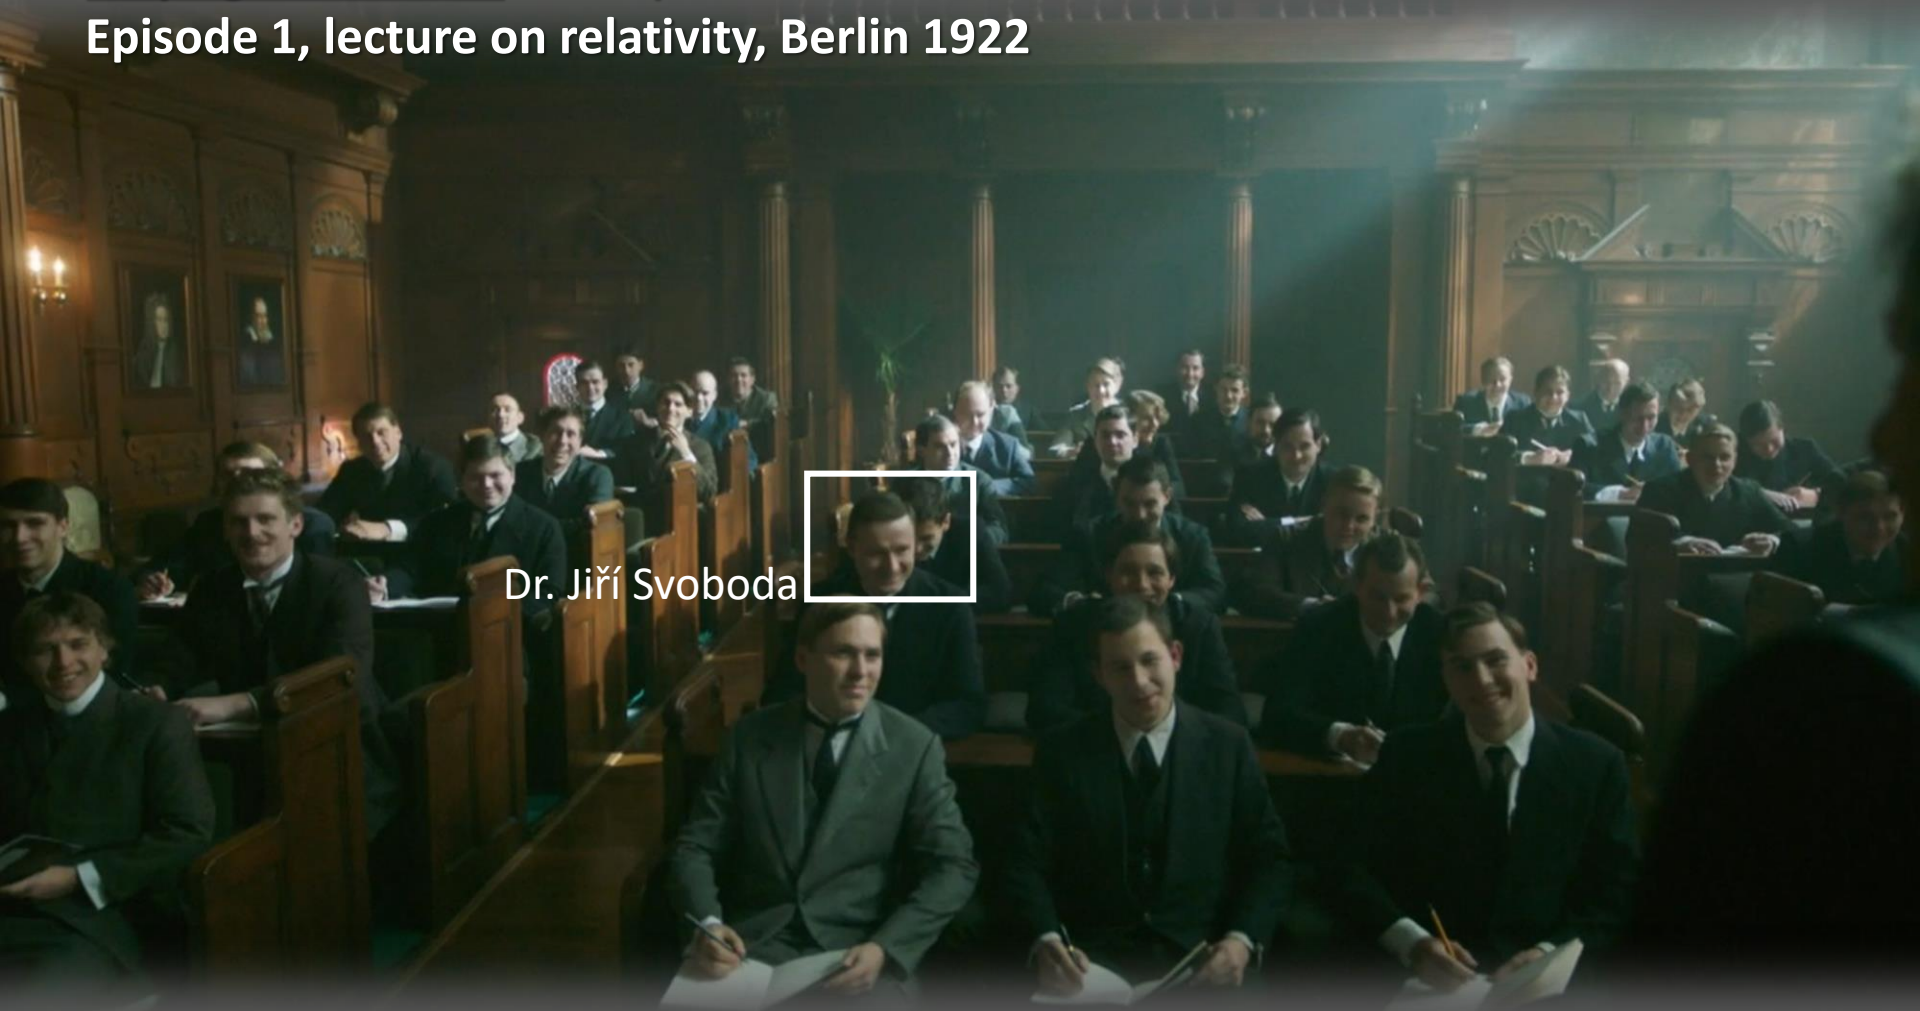 Episode 1, lecture on relativity, Berlin 1922
Dr. Jiří Svoboda